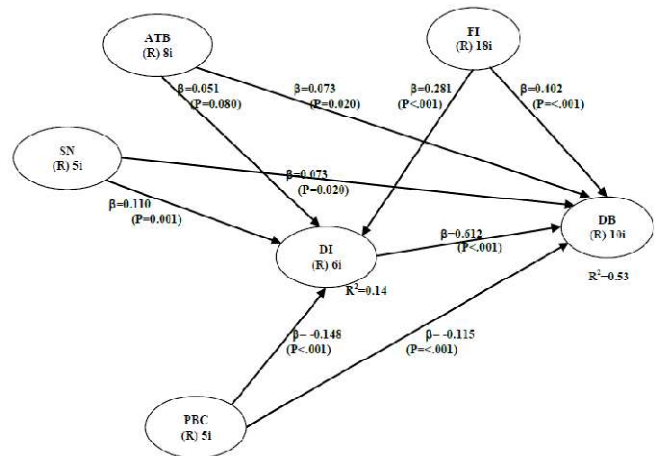 ATB
(R) 8i
FI
(R) 18i
β=0.051
(P=0.080)
β=0.073
(P=0.020)
β=0.281
(P<.001)
β=0.402
(P=<.001)
SN
(R) 5i
β=0.073
(P=0.020)
β=0.110
(P=0.001)
DI
(R) 6i
R²=0.14
β=0.612
(P<.001)
DB
(R) 10i
R²=0.53
β= -0.148
(P<.001)
β= -0.115
(P=<.001)
PBC
(R) 5i